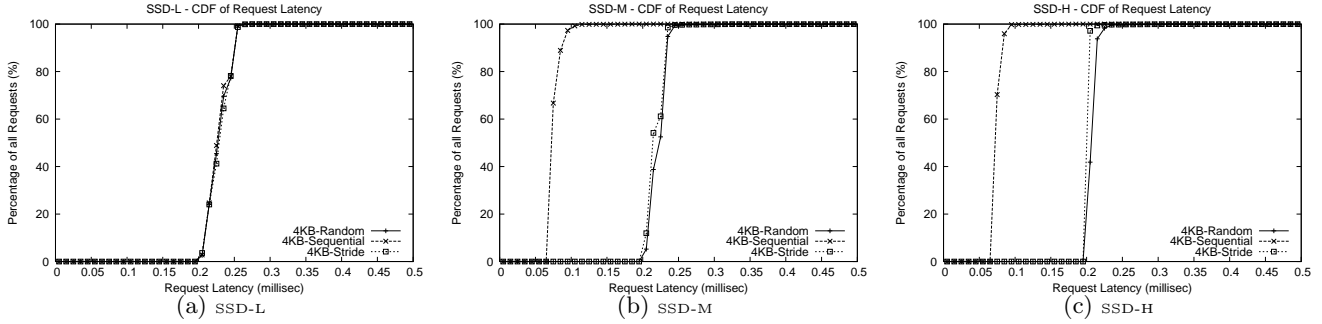 SSD-L - CDF of Request Latency
Percentage of all Requests (%)
100
80
60
40
20
0
4KB-Random
4KB-Sequential
4KB-Stride
0 0.05 0.1 0.15 0.2 0.25 0.3 0.35 0.4 0.45 0.5
Request Latency (millisec)
(a) SSD-L
SSD-M - CDF of Request Latency
Percentage of all Requests (%)
100
80
60
40
20
0
4KB-Random
4KB-Sequential
4KB-Stride
0 0.05 0.1 0.15 0.2 0.25 0.3 0.35 0.4 0.45 0.5
Request Latency (millisec)
(b) SSD-M
SSD-H - CDF of Request Latency
Percentage of all Requests (%)
100
80
60
40
20
0
4KB-Random
4KB-Sequential
4KB-Stride
0 0.05 0.1 0.15 0.2 0.25 0.3 0.35 0.4 0.45 0.5
Request Latency (millisec)
(c) SSD-H